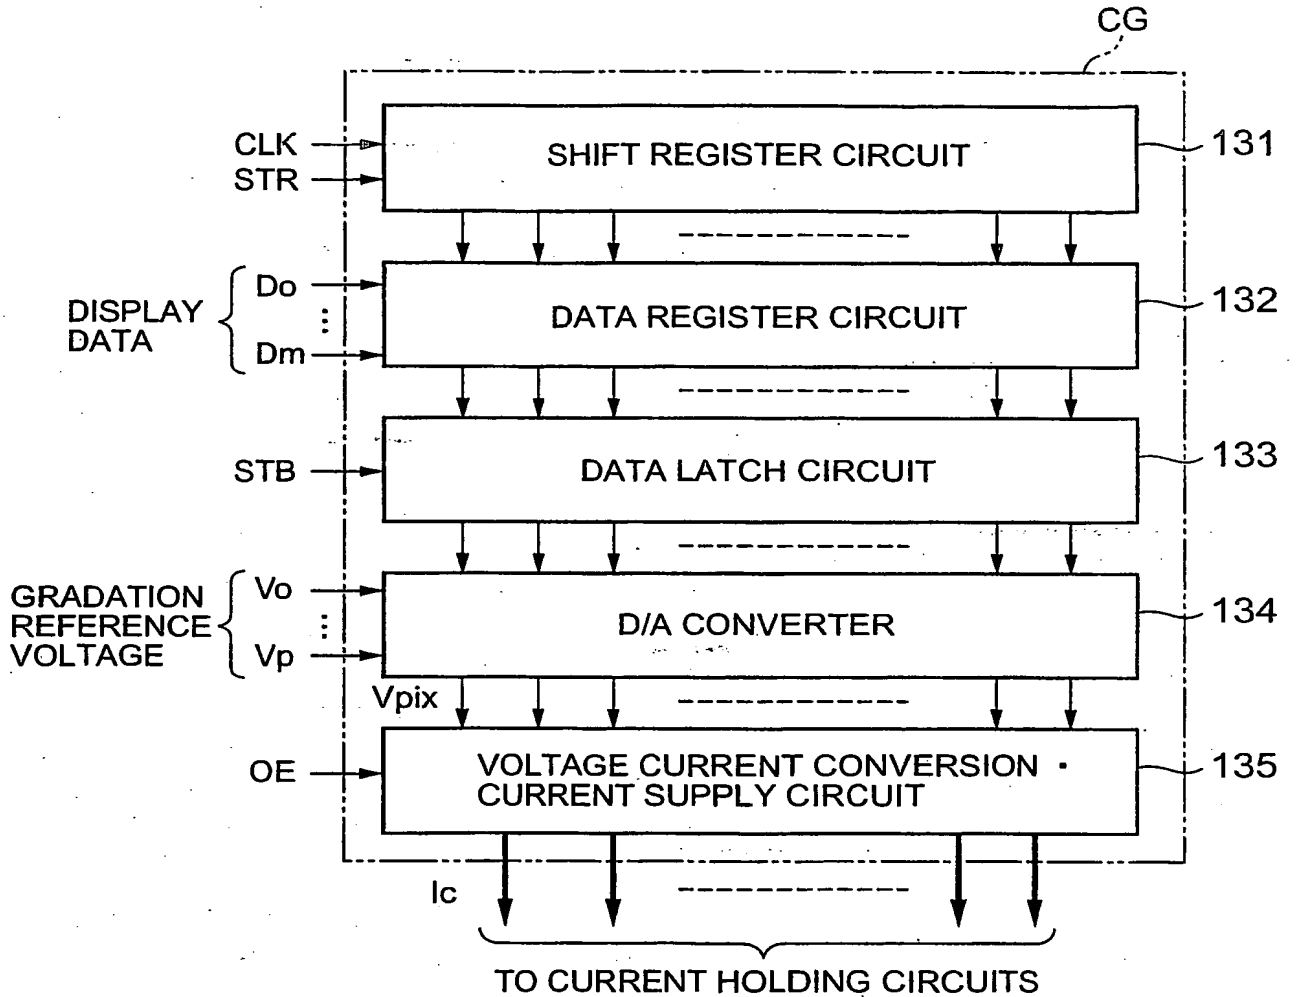 CG
CLK
STR
SHIFT REGISTER CIRCUIT
131
DISPLAY
DATA
Do
Dm
DATA REGISTER CIRCUIT
132
STB
DATA LATCH CIRCUIT
133
GRADATION
REFERENCE
VOLTAGE
Vo
Vp
D/A CONVERTER
134
Vpix
OE
VOLTAGE CURRENT CONVERSION ·
CURRENT SUPPLY CIRCUIT
135
Ic
TO CURRENT HOLDING CIRCUITS